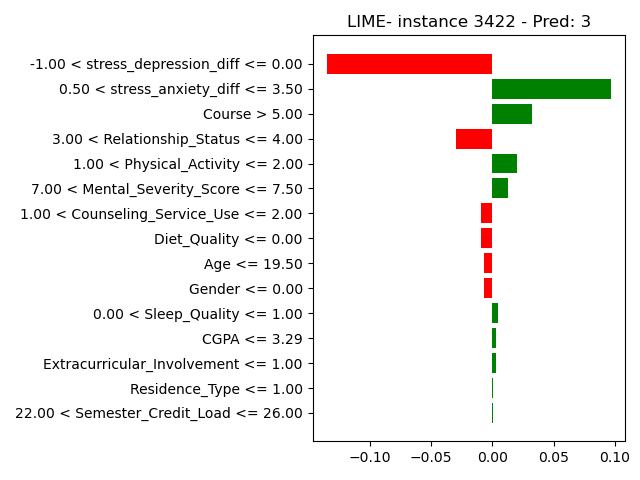 LIME- instance 3422 - Pred: 3
-1.00 < stress_depression_diff <= 0.00
0.50 < stress_anxiety_diff <= 3.50
Course > 5.00
3.00 < Relationship_Status <= 4.00
1.00 < Physical_Activity <= 2.00
7.00 < Mental_Severity_Score <= 7.50
1.00 < Counseling_Service_Use <= 2.00
Diet_Quality <= 0.00
Age <= 19.50
Gender <= 0.00
0.00 < Sleep_Quality <= 1.00
CGPA <= 3.29
Extracurricular_Involvement <= 1.00
Residence_Type <= 1.00
22.00 < Semester_Credit_Load <= 26.00
−0.10 −0.05 0.00 0.05 0.10